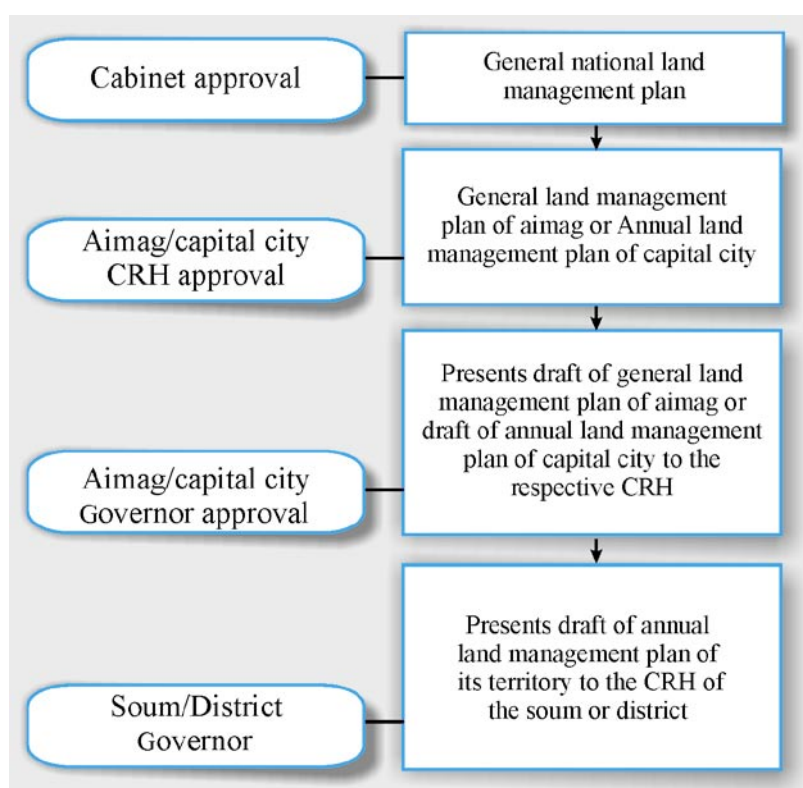 Cabinet approval
General national land
management plan
Aimag/capital city
CRH approval
General land management
plan of aimag or Annual land
management plan of capital city
Aimag/capital city
Governor approval
Presents draft of general land
management plan of aimag or
draft of annual land management
plan of capital city to the
respective CRH
Soum/District
Governor
Presents draft of annual
land management plan of
its territory to the CRH of
the soum or district